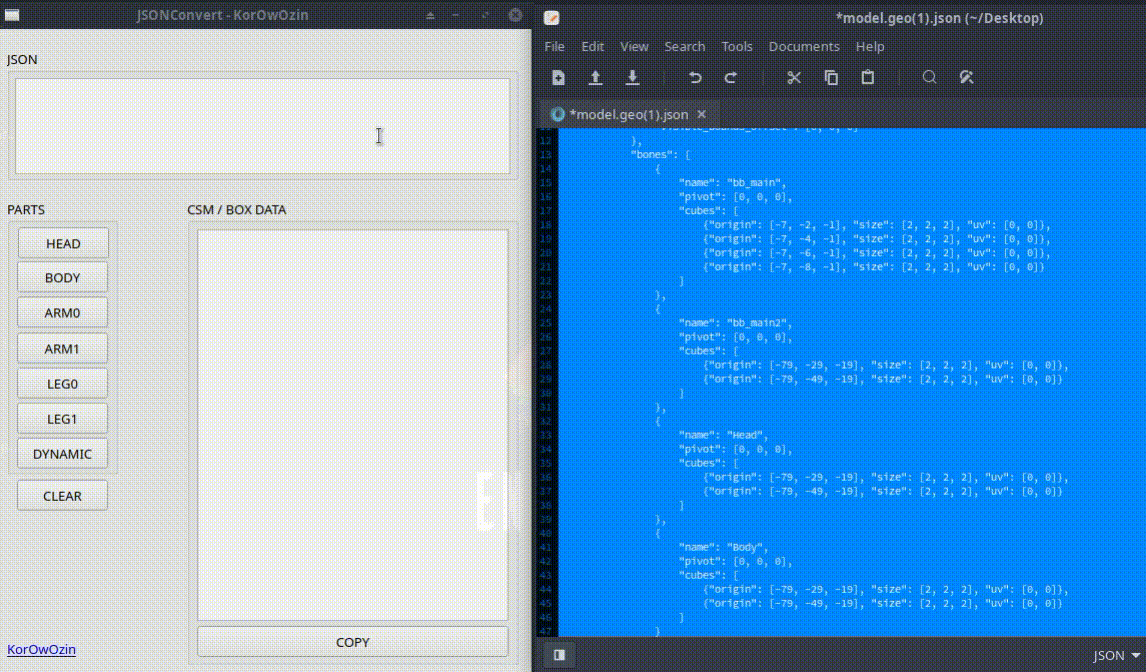 JSONConvert - KorOwOzin
JSON
PARTS
HEAD
BODY
ARM0
ARM1
LEG0
LEG1
DYNAMIC
CLEAR
KorOwOzin
CSM / BOX DATA
COPY
*model.geo(1).json (~/Desktop)
File Edit View Search Tools Documents Help
*model.geo(1).json
12 },
13 "bones": [
14 {
15 "name": "bb_main",
16 "pivot": [0, 0, 0],
17 "cubes": [
18 {"origin": [-7, -2, -1], "size": [2, 2, 2], "uv": [0, 0]},
19 {"origin": [-7, -4, -1], "size": [2, 2, 2], "uv": [0, 0]},
20 {"origin": [-7, -6, -1], "size": [2, 2, 2], "uv": [0, 0]},
21 {"origin": [-7, -8, -1], "size": [2, 2, 2], "uv": [0, 0]}
22 ]
23 },
24 {
25 "name": "bb_main2",
26 "pivot": [0, 0, 0],
27 "cubes": [
28 {"origin": [-79, -29, -19], "size": [2, 2, 2], "uv": [0, 0]},
29 {"origin": [-79, -49, -19], "size": [2, 2, 2], "uv": [0, 0]}
30 ]
31 },
32 {
33 "name": "Head",
34 "pivot": [0, 0, 0],
35 "cubes": [
36 {"origin": [-79, -29, -19], "size": [2, 2, 2], "uv": [0, 0]},
37 {"origin": [-79, -49, -19], "size": [2, 2, 2], "uv": [0, 0]}
38 ]
39 },
40 {
41 "name": "Body",
42 "pivot": [0, 0, 0],
43 "cubes": [
44 {"origin": [-79, -29, -19], "size": [2, 2, 2], "uv": [0, 0]},
45 {"origin": [-79, -49, -19], "size": [2, 2, 2], "uv": [0, 0]}
46 ]
47 }
JSON